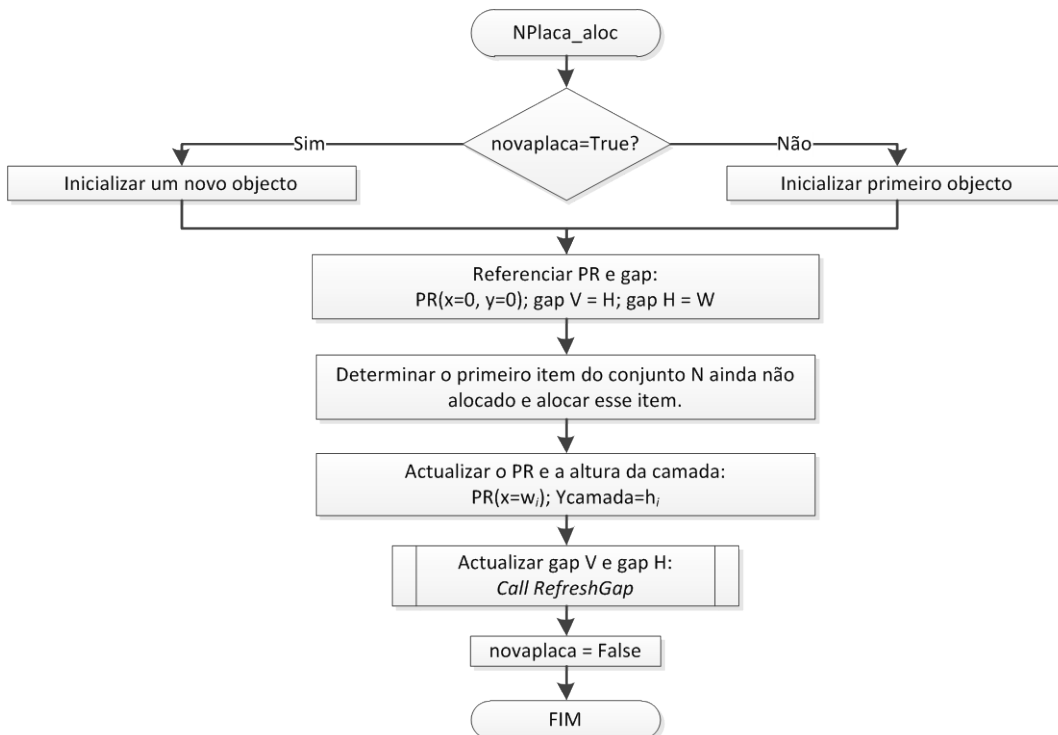 NPlaca_aloc
novaplaca=True?
Sim
Não
Inicializar um novo objecto
Inicializar primeiro objecto
Referenciar PR e gap:
PR(x=0, y=0); gap V = H; gap H = W
Determinar o primeiro item do conjunto N ainda não
alocado e alocar esse item.
Actualizar o PR e a altura da camada:
PR(x=wᵢ); Ycamada=hᵢ
Actualizar gap V e gap H:
Call RefreshGap
novaplaca = False
FIM